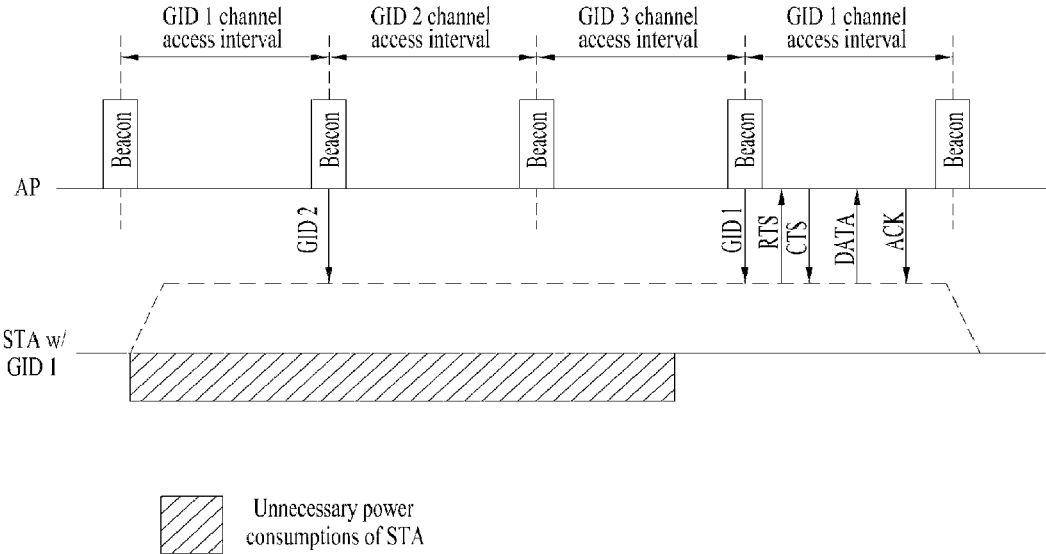 GID 1 channel
access interval
GID 2 channel
access interval
GID 3 channel
access interval
GID 1 channel
access interval
Beacon
Beacon
Beacon
Beacon
Beacon
AP
GID 2
GID 1
RTS
CTS
DATA
ACK
STA w/
GID 1
Unnecessary power
consumptions of STA